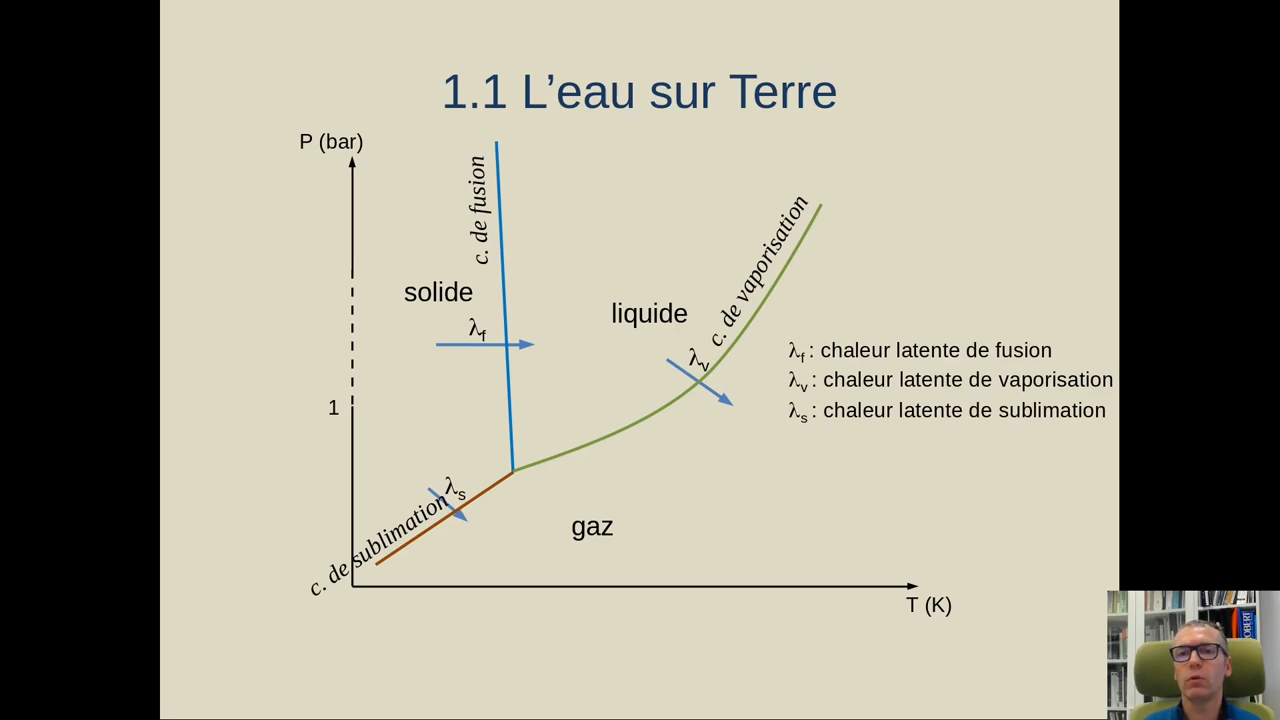 1.1 L’eau sur Terre
P (bar)
c. de fusion
c. de vaporisation
solide
liquide
λf
λv
λf : chaleur latente de fusion
λv : chaleur latente de vaporisation
λs : chaleur latente de sublimation
1
λs
c. de sublimation
gaz
T (K)